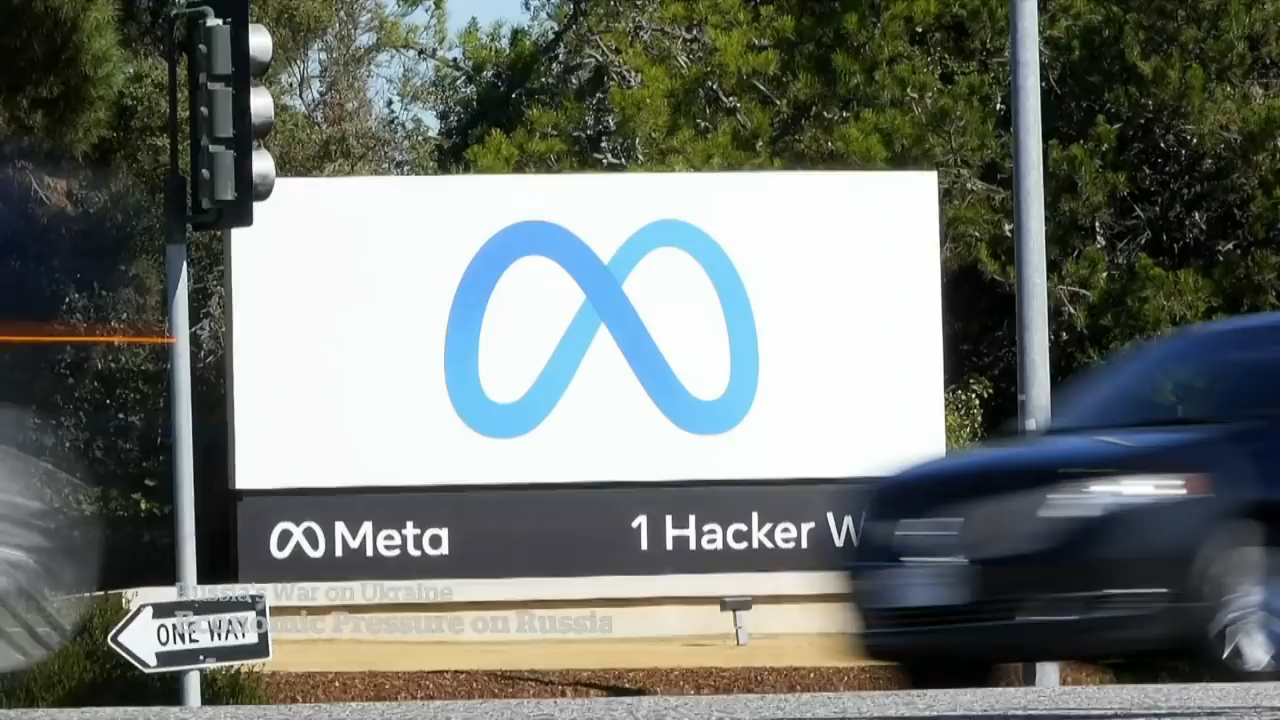 Meta
1 Hacker W
Russia's War on Ukraine
Economic Pressure on Russia
ONE WAY